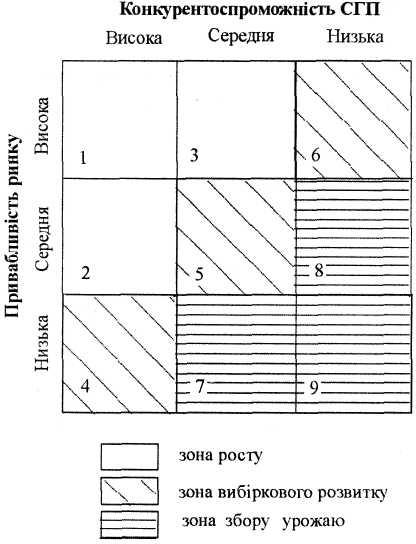 Конкурентоспроможність СГП
Висока Середня Низька
Привабливість ринку
Висока
Середня
Низька
1 3 6
2 5 8
4 7 9
зона росту
зона вибіркового розвитку
зона збору урожаю